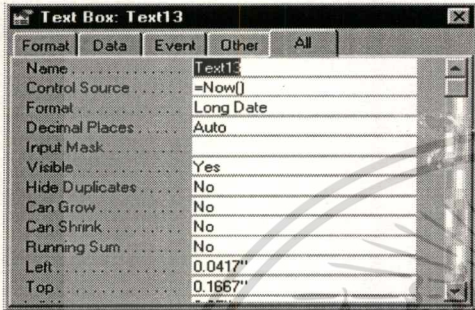 Text Box: Text13
Format Data Event Other All
Name . . . . . . . . . . . . . Text13
Control Source . . . . . =Now()
Format . . . . . . . . . . . . Long Date
Decimal Places . . . . . Auto
Input Mask . . . . . . . . .
Visible . . . . . . . . . . . . Yes
Hide Duplicates . . . . . No
Can Grow . . . . . . . . . . No
Can Shrink . . . . . . . . . No
Running Sum . . . . . . . No
Left . . . . . . . . . . . . . . 0.0417"
Top . . . . . . . . . . . . . . 0.1667"